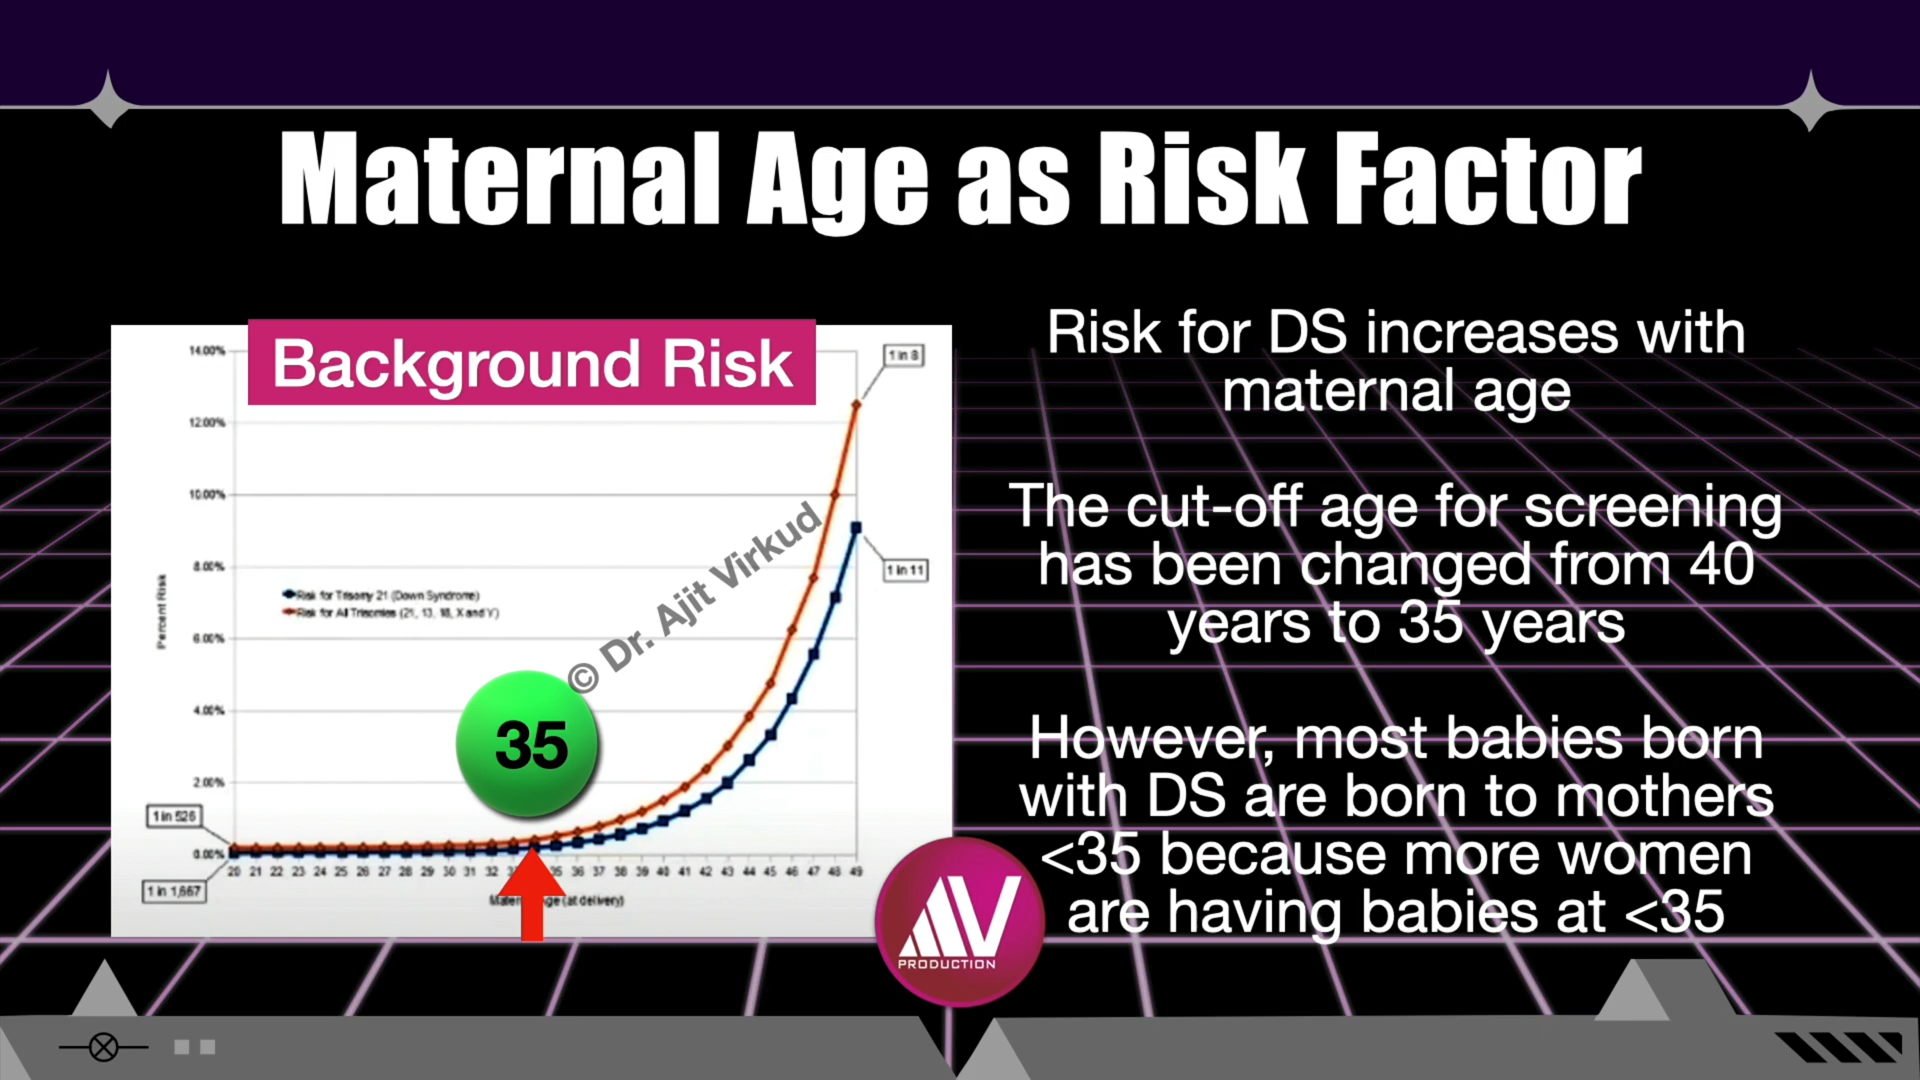 Maternal Age as Risk Factor
Background Risk
14.00%
12.00%
10.00%
8.00%
6.00%
4.00%
2.00%
0.00%
Percent Risk
Risk for Trisomy 21 (Down Syndrome)
Risk for All Trisomies (21, 13, 18, X and Y)
1 in 8
1 in 11
1 in 526
1 in 1,667
35
© Dr. Ajit Virkud
20 21 22 23 24 25 26 27 28 29 30 31 32 35 36 37 38 39 40 41 42 43 44 45 46 47 48 49
(at delivery)
Risk for DS increases with
maternal age
The cut-off age for screening
has been changed from 40
years to 35 years
However, most babies born
with DS are born to mothers
<35 because more women
are having babies at <35
AV
PRODUCTION